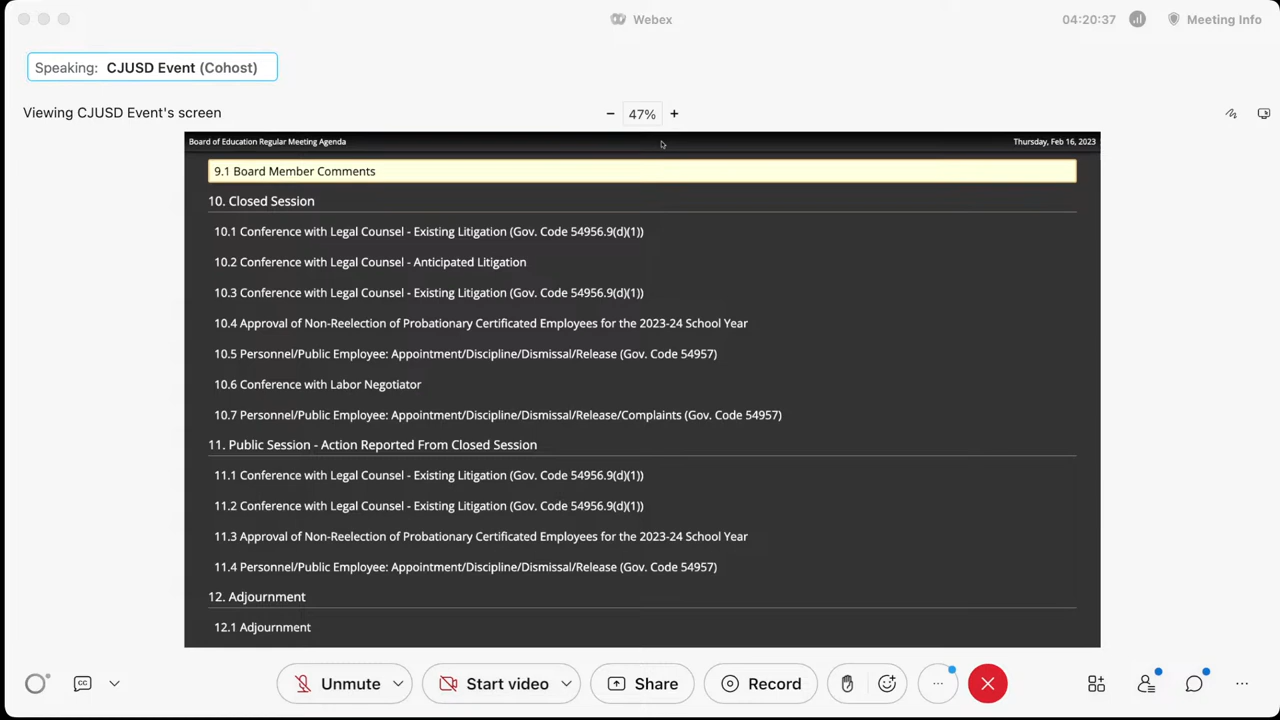 Webex
04:20:37
Meeting Info
Speaking: CJUSD Event (Cohost)
Viewing CJUSD Event's screen
− 47% +
Board of Education Regular Meeting Agenda
Thursday, Feb 16, 2023
9.1 Board Member Comments
10. Closed Session
10.1 Conference with Legal Counsel - Existing Litigation (Gov. Code 54956.9(d)(1))
10.2 Conference with Legal Counsel - Anticipated Litigation
10.3 Conference with Legal Counsel - Existing Litigation (Gov. Code 54956.9(d)(1))
10.4 Approval of Non-Reelection of Probationary Certificated Employees for the 2023-24 School Year
10.5 Personnel/Public Employee: Appointment/Discipline/Dismissal/Release (Gov. Code 54957)
10.6 Conference with Labor Negotiator
10.7 Personnel/Public Employee: Appointment/Discipline/Dismissal/Release/Complaints (Gov. Code 54957)
11. Public Session - Action Reported From Closed Session
11.1 Conference with Legal Counsel - Existing Litigation (Gov. Code 54956.9(d)(1))
11.2 Conference with Legal Counsel - Existing Litigation (Gov. Code 54956.9(d)(1))
11.3 Approval of Non-Reelection of Probationary Certificated Employees for the 2023-24 School Year
11.4 Personnel/Public Employee: Appointment/Discipline/Dismissal/Release (Gov. Code 54957)
12. Adjournment
12.1 Adjournment
CC
Unmute
Start video
Share
Record